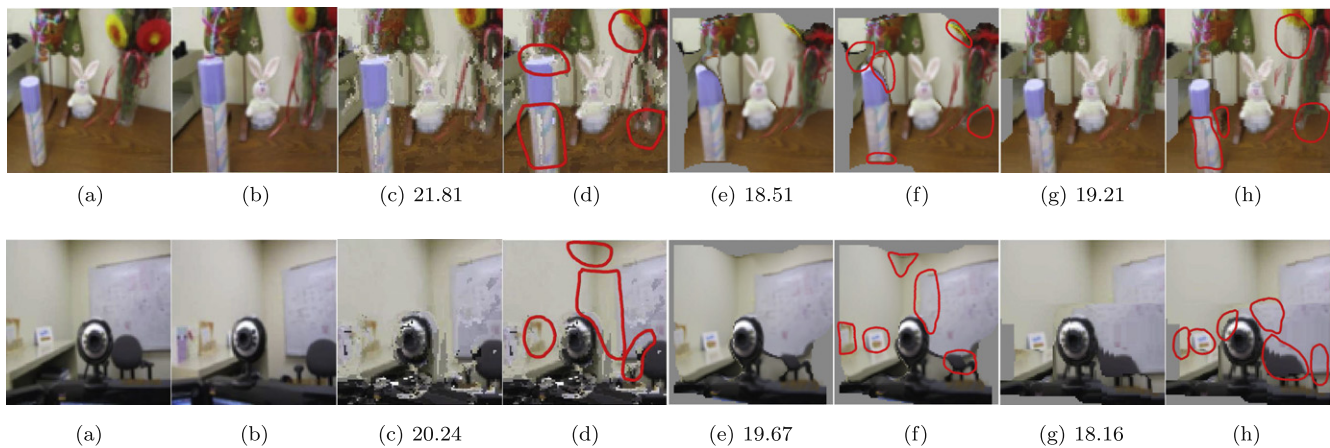 (a) (b) (c) 21.81 (d) (e) 18.51 (f) (g) 19.21 (h)
(a) (b) (c) 20.24 (d) (e) 19.67 (f) (g) 18.16 (h)